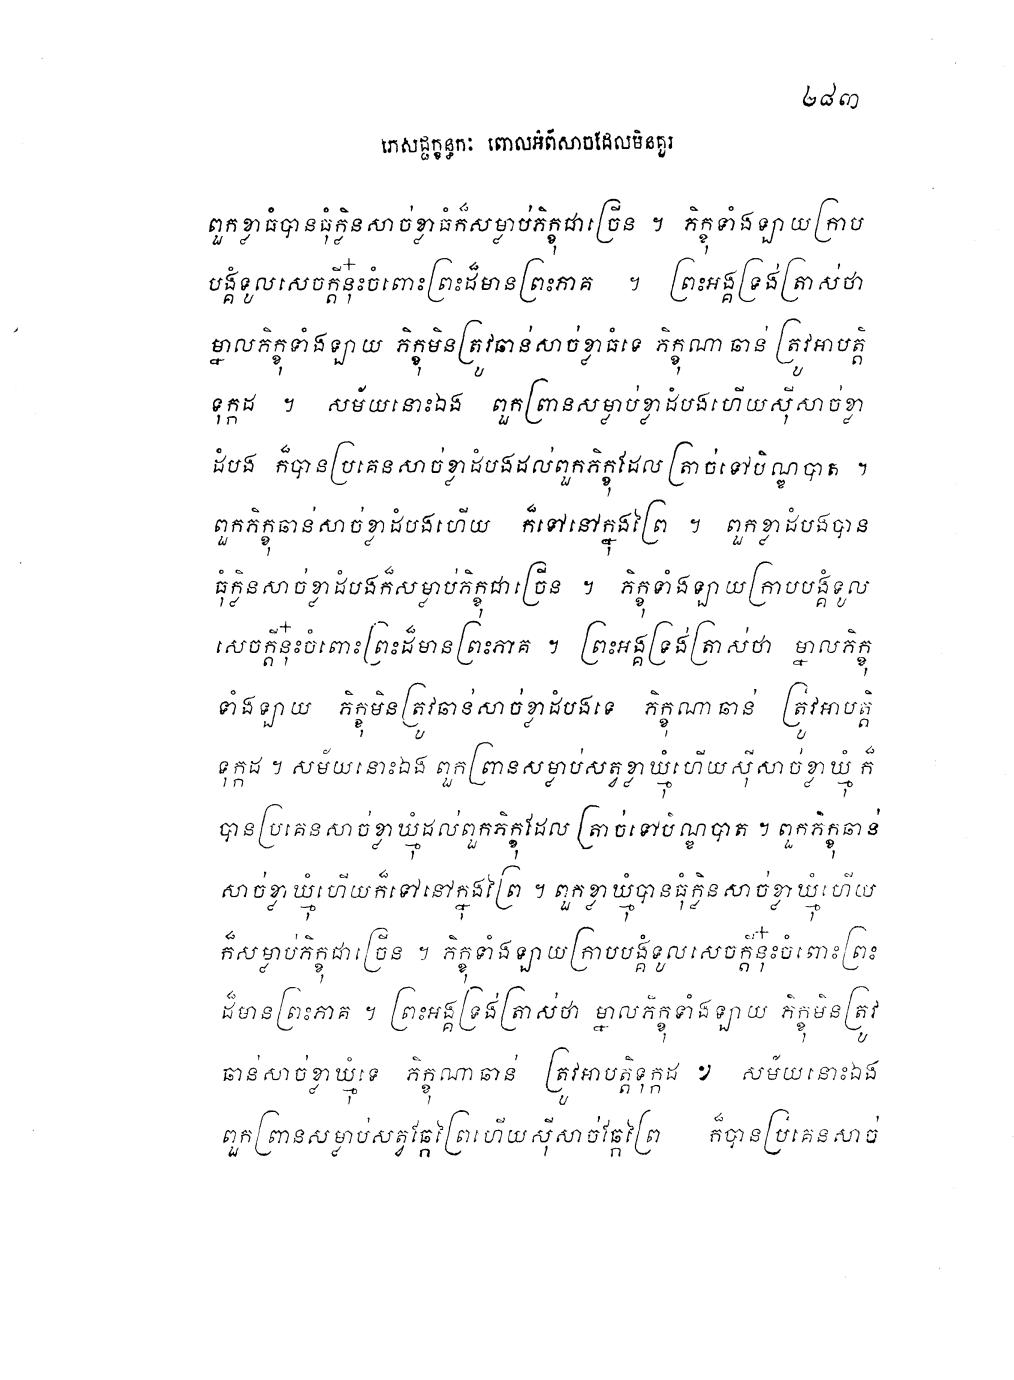 ២៨៣
ភេសជ្ជក្ខន្ធកៈ ពោលអំពីសាចដែលមិនគួរ
ពួកខ្លាធំបានធុំក្លិនសាច់ខ្លាធំក៏សម្លាប់ភិក្ខុជាច្រើន ។ ភិក្ខុទាំងឡាយក្រាប
បង្គំទូលសេចក្តីនុ៎ះចំពោះព្រះដ៏មានព្រះភាគ ។ ព្រះអង្គទ្រង់ត្រាស់ថា
ម្នាលភិក្ខុទាំងឡាយ ភិក្ខុមិនត្រូវឆាន់សាច់ខ្លាធំទេ ភិក្ខុណាឆាន់ ត្រូវអាបត្តិ
ទុក្កដ ។ សម័យនោះឯង ពួកព្រានសម្លាប់ខ្លាដំបងហើយស៊ីសាច់ខ្លា
ដំបង ក៏បានប្រគេនសាច់ខ្លាដំបងដល់ពួកភិក្ខុដែលត្រាច់ទៅបិណ្ឌបាត ។
ពួកភិក្ខុឆាន់សាច់ខ្លាដំបងហើយ ក៏ទៅនៅក្នុងព្រៃ ។ ពួកខ្លាដំបងបាន
ធុំក្លិនសាច់ខ្លាដំបងក៏សម្លាប់ភិក្ខុជាច្រើន ។ ភិក្ខុទាំងឡាយក្រាបបង្គំទូល
សេចក្តីនុ៎ះចំពោះព្រះដ៏មានព្រះភាគ ។ ព្រះអង្គទ្រង់ត្រាស់ថា ម្នាលភិក្ខុ
ទាំងឡាយ ភិក្ខុមិនត្រូវឆាន់សាច់ខ្លាដំបងទេ ភិក្ខុណាឆាន់ ត្រូវអាបត្តិ
ទុក្កដ ។ សម័យនោះឯង ពួកព្រានសម្លាប់សត្វខ្លាឃ្មុំហើយស៊ីសាច់ខ្លាឃ្មុំ ក៏
បានប្រគេនសាច់ខ្លាឃ្មុំដល់ពួកភិក្ខុដែលត្រាច់ទៅបិណ្ឌបាត ។ ពួកភិក្ខុឆាន់
សាច់ខ្លាឃ្មុំហើយក៏ទៅនៅក្នុងព្រៃ ។ ពួកខ្លាឃ្មុំបានធុំក្លិនសាច់ខ្លាឃ្មុំហើយ
ក៏សម្លាប់ភិក្ខុជាច្រើន ។ ភិក្ខុទាំងឡាយក្រាបបង្គំទូលសេចក្តីនុ៎ះចំពោះព្រះ
ដ៏មានព្រះភាគ ។ ព្រះអង្គទ្រង់ត្រាស់ថា ម្នាលភិក្ខុទាំងឡាយ ភិក្ខុមិនត្រូវ
ឆាន់សាច់ខ្លាឃ្មុំទេ ភិក្ខុណាឆាន់ ត្រូវអាបត្តិទុក្កដ ។ សម័យនោះឯង
ពួកព្រានសម្លាប់សត្វឆ្កែព្រៃហើយស៊ីសាច់ឆ្កែព្រៃ ក៏បានប្រគេនសាច់